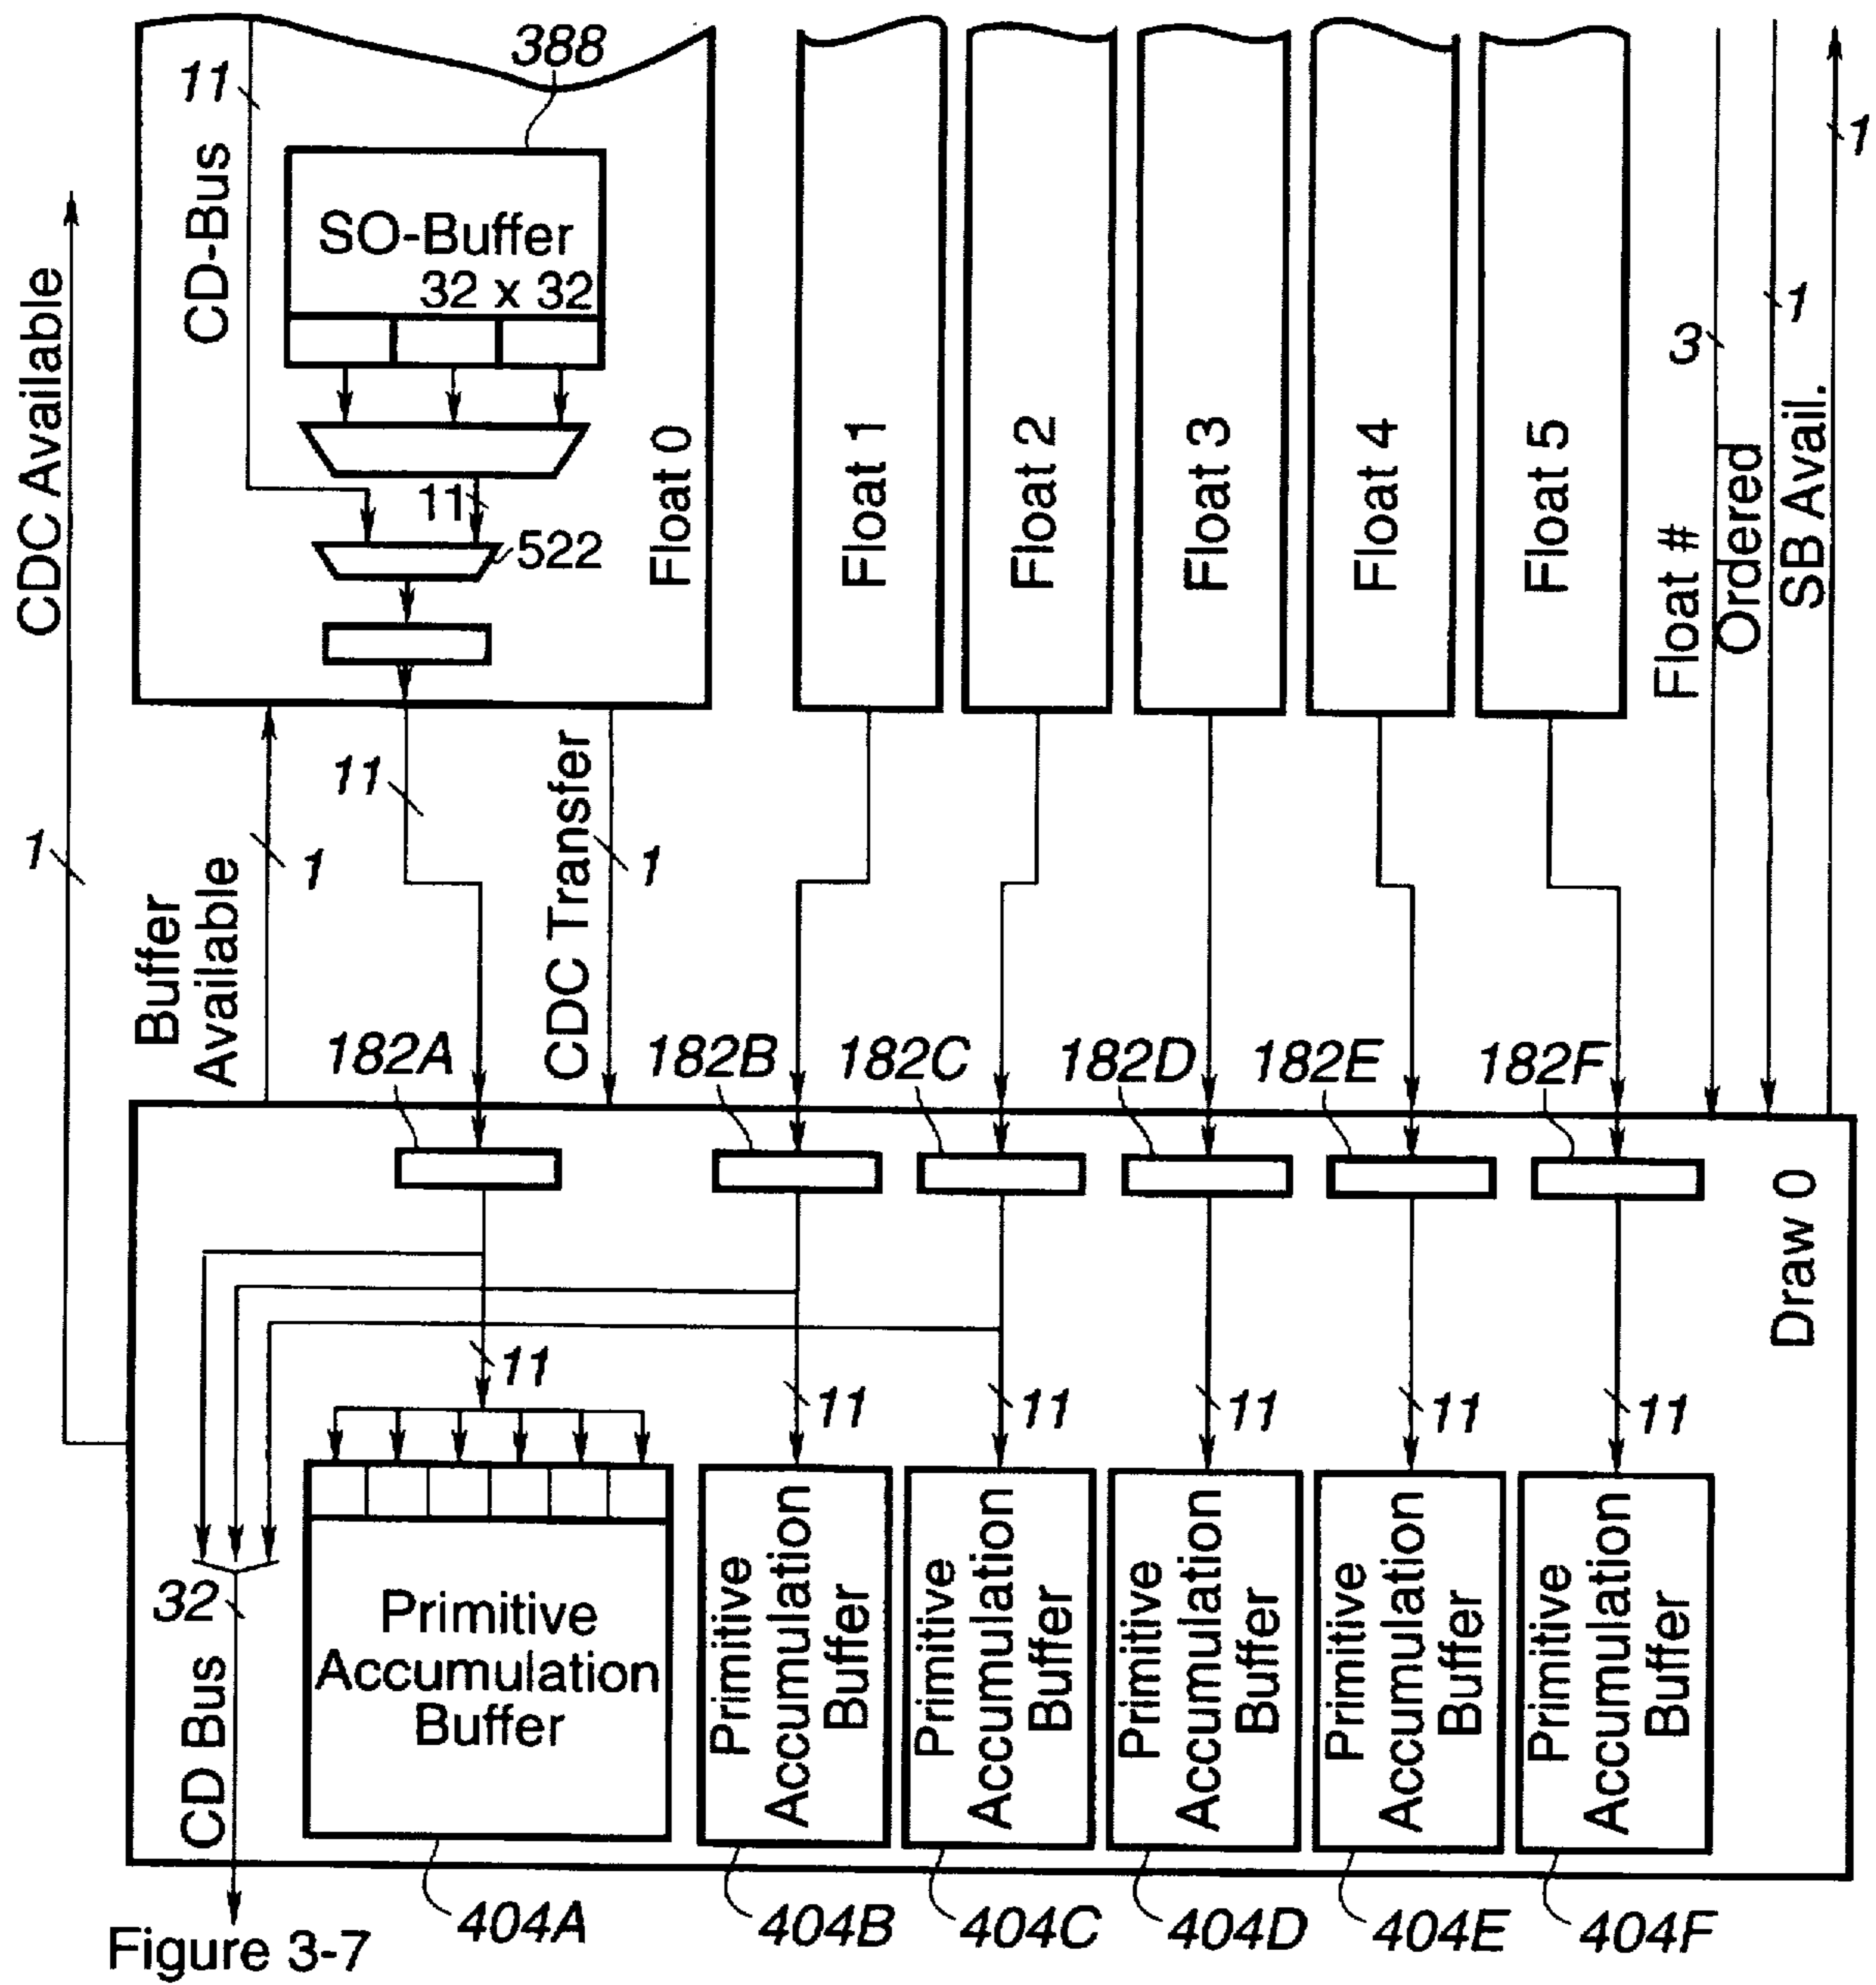 388
11
1
CD-Bus
SO-Buffer
32 x 32
CDC Available
1
3
Float 0
Float 1
Float 2
Float 3
Float 4
Float 5
Float #
Ordered
SB Avail.
11
522
11
CDC Transfer
1
1
1
Buffer
Available
182A
182B
182C
182D
182E
182F
Draw 0
11
11
11
11
11
11
32
CD Bus
Primitive
Accumulation
Buffer
Primitive
Accumulation
Buffer
Primitive
Accumulation
Buffer
Primitive
Accumulation
Buffer
Primitive
Accumulation
Buffer
Primitive
Accumulation
Buffer
404A
404B
404C
404D
404E
404F
Figure 3-7